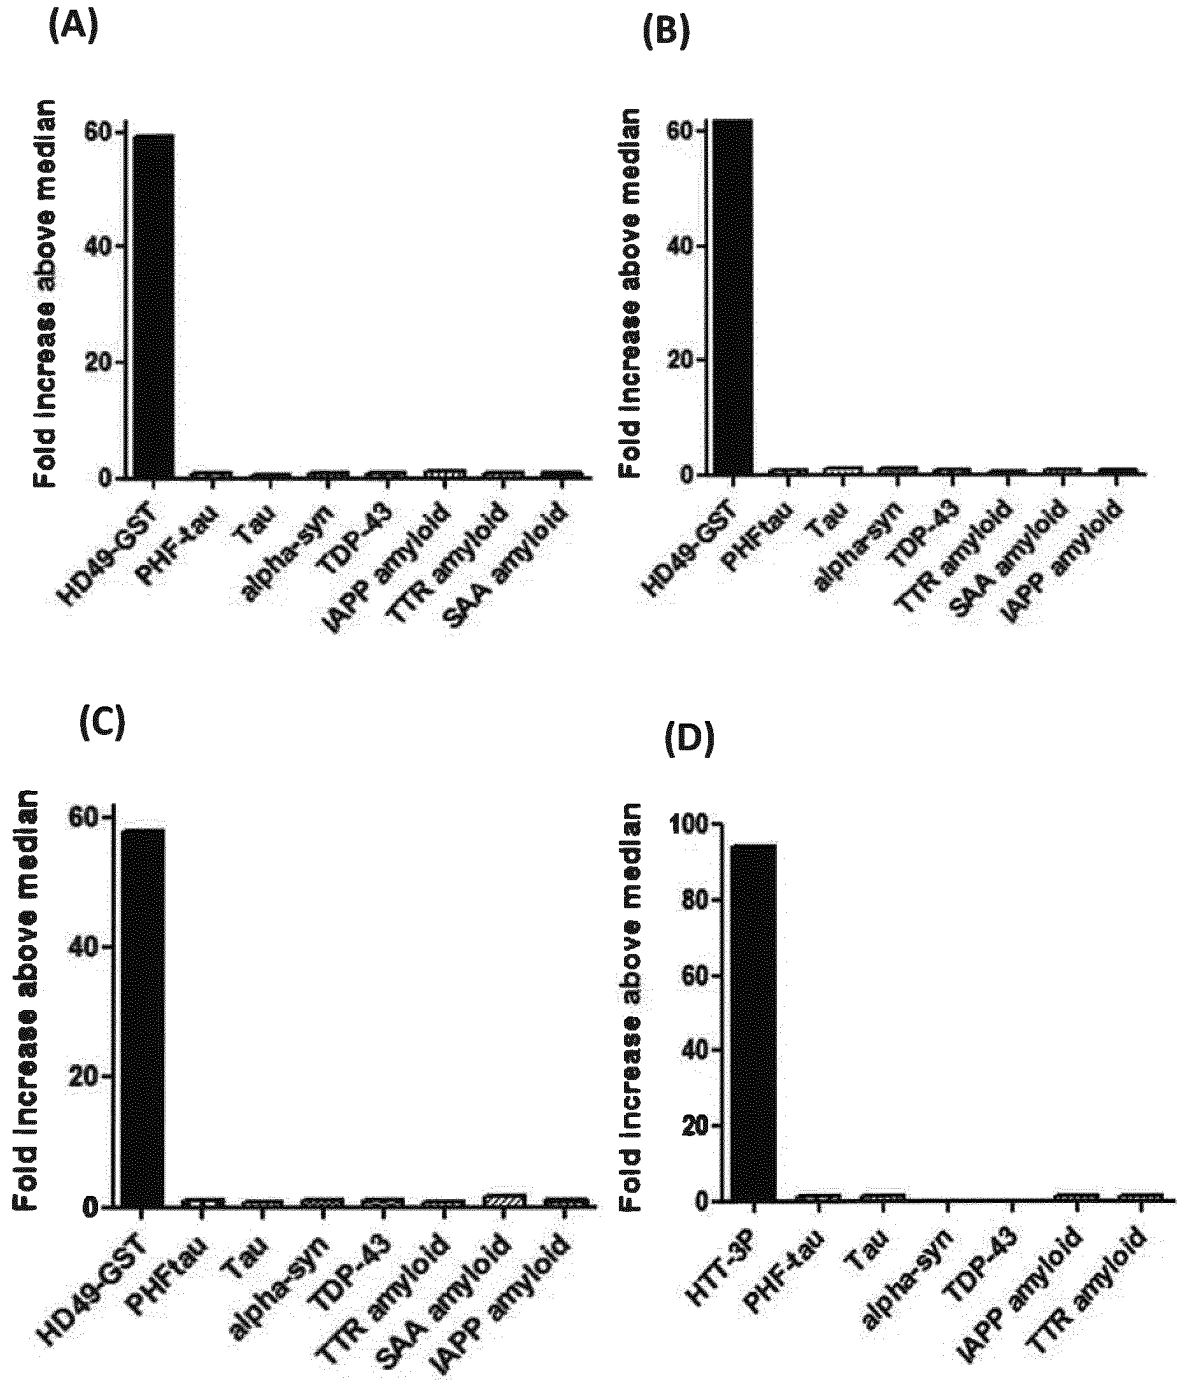 (A)
Fold increase above median
60
40
20
0
HD49-GST
PHF-tau
Tau
alpha-syn
TDP-43
IAPP amyloid
TTR amyloid
SAA amyloid
(B)
Fold increase above median
60
40
20
0
HD49-GST
PHFtau
Tau
alpha-syn
TDP-43
TTR amyloid
SAA amyloid
IAPP amyloid
(C)
Fold increase above median
60
40
20
0
HD49-GST
PHFtau
Tau
alpha-syn
TDP-43
TTR amyloid
SAA amyloid
IAPP amyloid
(D)
Fold increase above median
100
80
60
40
20
0
HTT-3P
PHF-tau
Tau
alpha-syn
TDP-43
IAPP amyloid
TTR amyloid